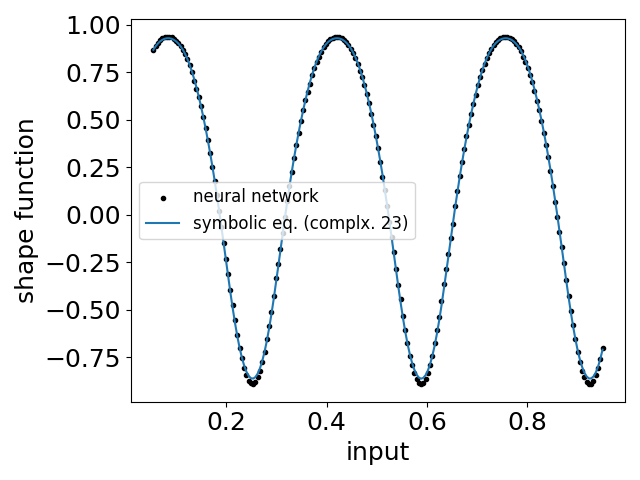 1.00
0.75
0.50
0.25
0.00
−0.25
−0.50
−0.75
shape function
neural network
symbolic eq. (complx. 23)
0.2 0.4 0.6 0.8
input